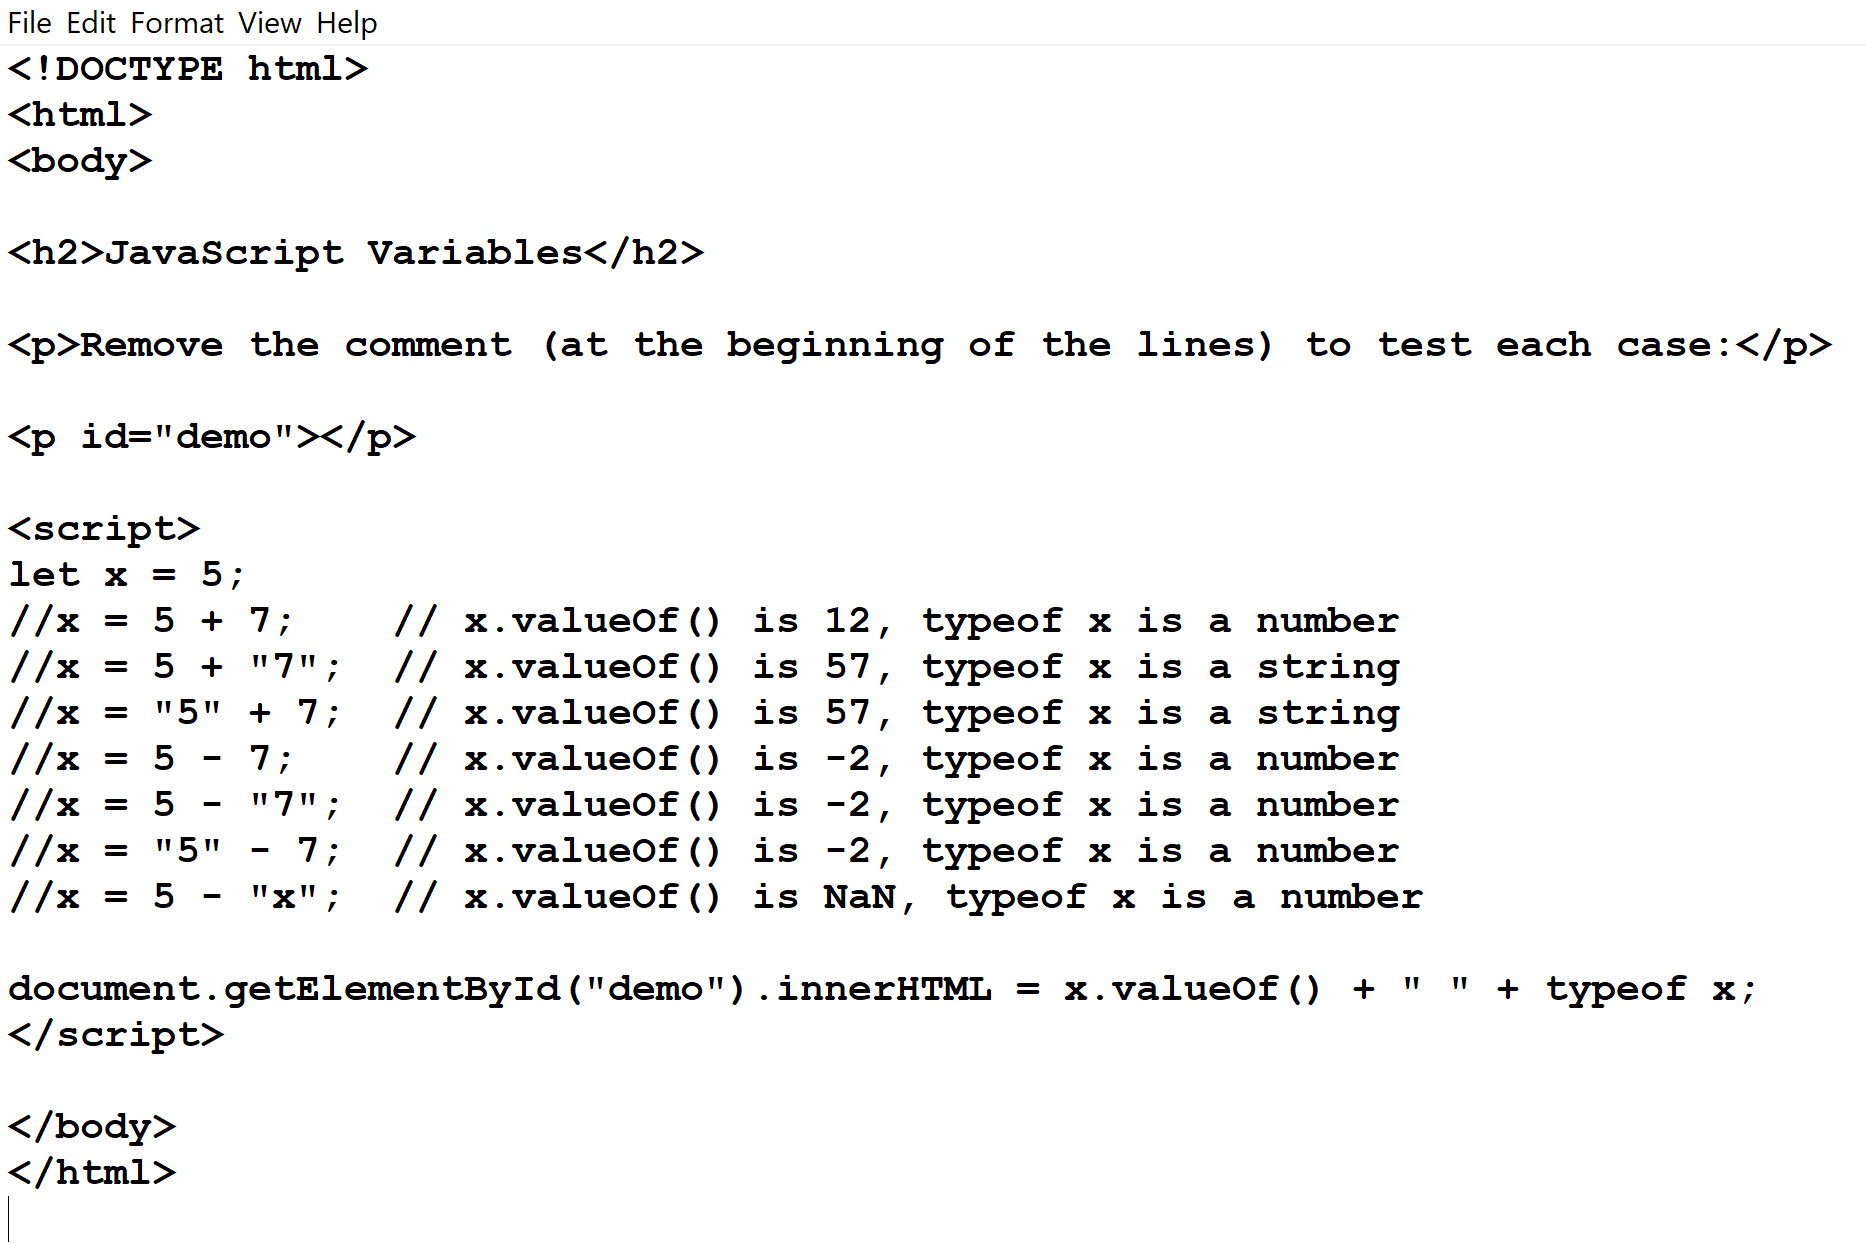 File Edit Format View Help
<!DOCTYPE html>
<html>
<body>
<h2>JavaScript Variables</h2>
<p>Remove the comment (at the beginning of the lines) to test each case:</p>
<p id="demo"></p>
<script>
let x = 5;
//x = 5 + 7;    // x.valueOf() is 12, typeof x is a number
//x = 5 + "7";  // x.valueOf() is 57, typeof x is a string
//x = "5" + 7;  // x.valueOf() is 57, typeof x is a string
//x = 5 - 7;    // x.valueOf() is -2, typeof x is a number
//x = 5 - "7";  // x.valueOf() is -2, typeof x is a number
//x = "5" - 7;  // x.valueOf() is -2, typeof x is a number
//x = 5 - "x";  // x.valueOf() is NaN, typeof x is a number
document.getElementById("demo").innerHTML = x.valueOf() + " " + typeof x;
</script>
</body>
</html>